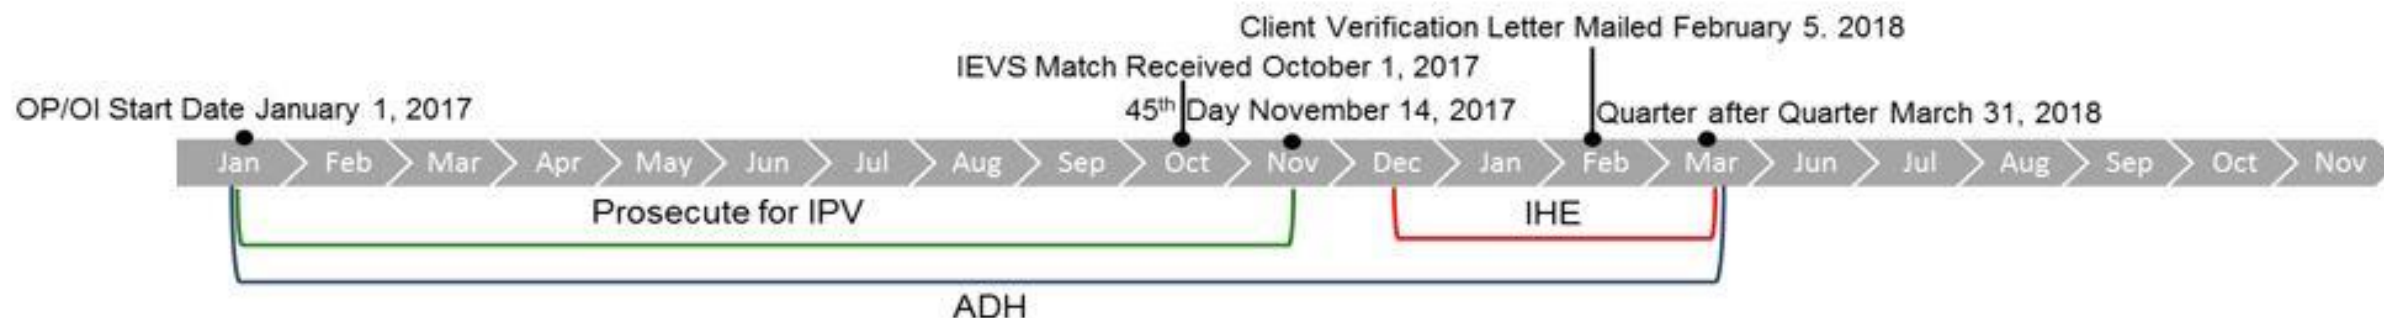 Client Verification Letter Mailed February 5. 2018
IEVS Match Received October 1, 2017
OP/OI Start Date January 1, 2017
45th Day November 14, 2017
Quarter after Quarter March 31, 2018
Jan Feb Mar Apr May Jun Jul Aug Sep Oct Nov Dec Jan Feb Mar Jun Jul Aug Sep Oct Nov
Prosecute for IPV
IHE
ADH